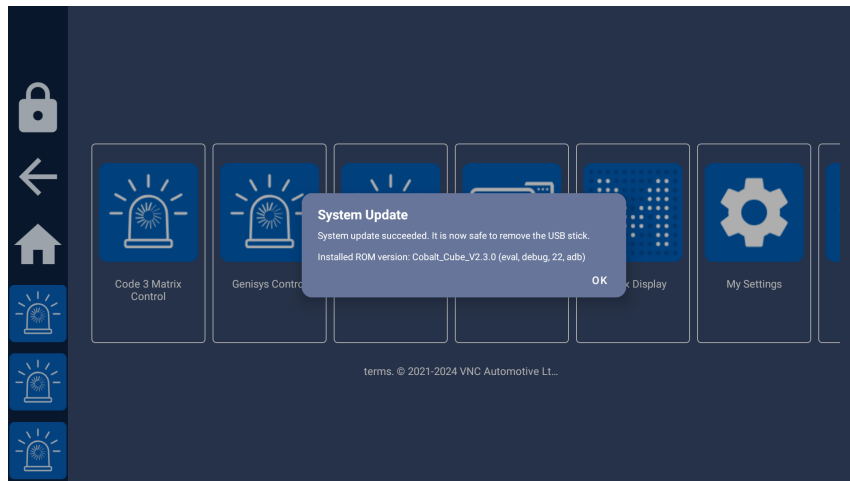 System Update
System update succeeded. It is now safe to remove the USB stick.
Installed ROM version: Cobalt_Cube_V2.3.0 (eval, debug, 22, adb)
OK
Code 3 Matrix
Control
Genisys Contro
Display
My Settings
terms. © 2021-2024 VNC Automotive Lt...